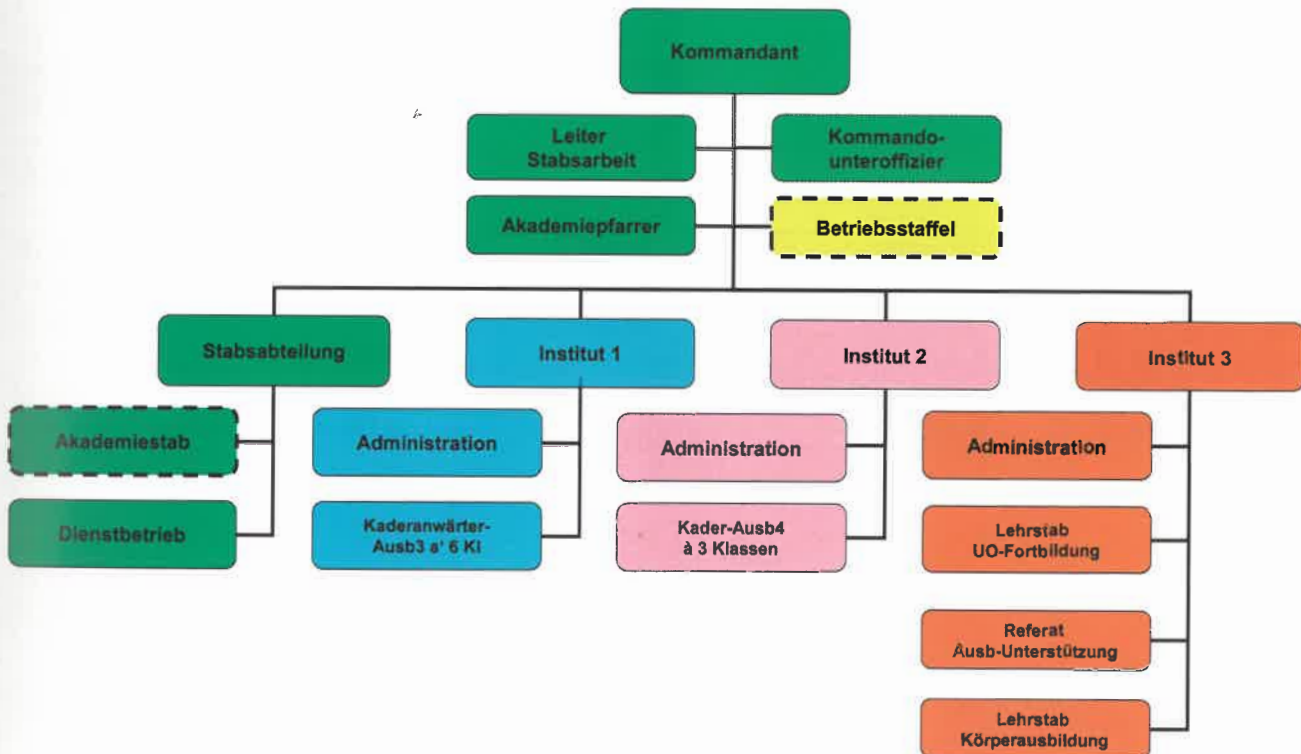 Kommandant
Leiter
Stabsarbeit
Kommando-
unteroffizier
Akademiepfarrer
Betriebsstaffel
Stabsabteilung
Institut 1
Institut 2
Institut 3
Akademiestab
Administration
Administration
Administration
Dienstbetrieb
Kaderanwärter-
Ausb3 a' 6 Kl
Kader-Ausb4
à 3 Klassen
Lehrstab
UO-Fortbildung
Referat
Ausb-Unterstützung
Lehrstab
Körperausbildung